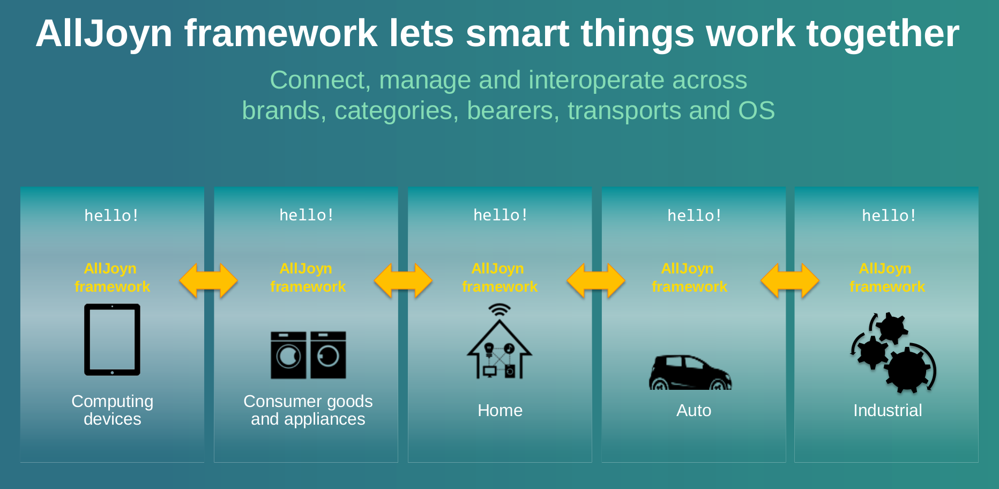 AllJoyn framework lets smart things work together
Connect, manage and interoperate across
brands, categories, bearers, transports and OS
hello!
AllJoyn
framework
Computing
devices
hello!
AllJoyn
framework
Consumer goods
and appliances
hello!
AllJoyn
framework
Home
hello!
AllJoyn
framework
Auto
hello!
AllJoyn
framework
Industrial